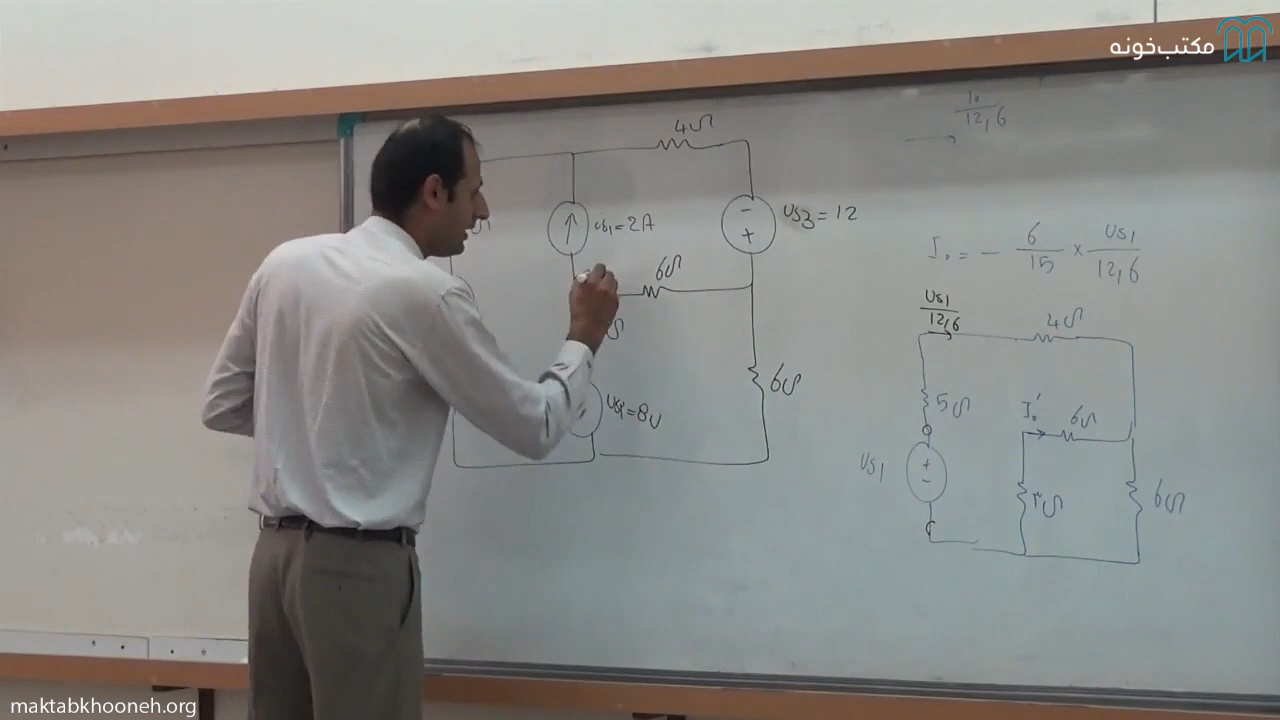 مکتب‌خونه
I₀
12,6
4Ω
us1=2A
us3=12
-
+
6Ω
6Ω
us2=8v
I₀ = - 6/15 × us1/12,6
us1
12,6
4Ω
5Ω
I₀'
6Ω
us1
+
-
3Ω
6Ω
maktabkhooneh.org